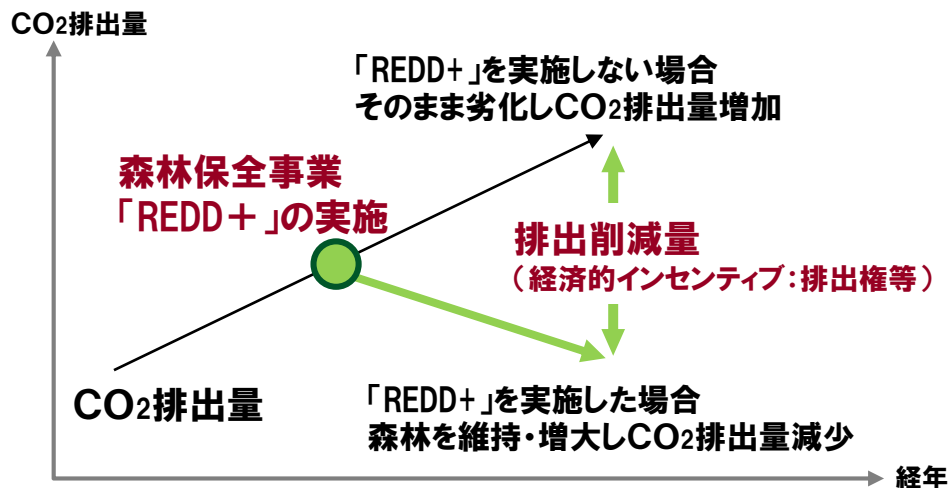 CO2排出量
「REDD+」を実施しない場合
そのまま劣化しCO2排出量増加
森林保全事業
「REDD＋」の実施
排出削減量
（経済的インセンティブ：排出権等）
CO2排出量
「REDD+」を実施した場合
森林を維持・増大しCO2排出量減少
経年